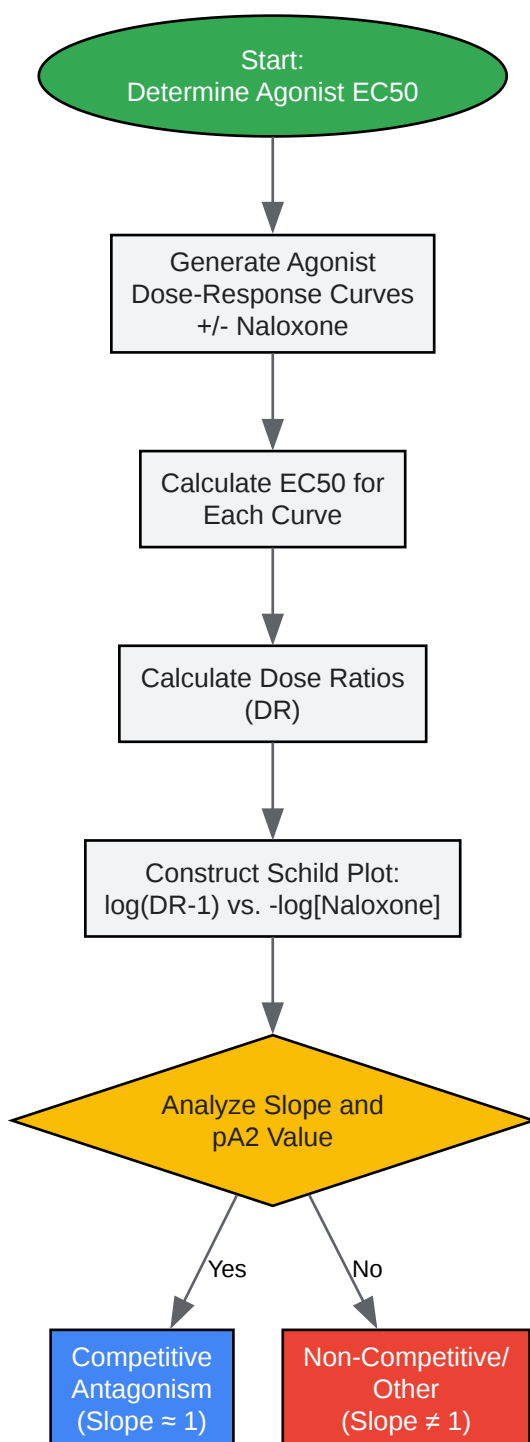 Start:
Determine Agonist EC50
Generate Agonist
Dose-Response Curves
+/- Naloxone
Calculate EC50 for
Each Curve
Calculate Dose Ratios
(DR)
Construct Schild Plot:
log(DR-1) vs. -log[Naloxone]
Analyze Slope and
pA2 Value
Yes
No
Competitive
Antagonism
(Slope ≈ 1)
Non-Competitive/
Other
(Slope ≠ 1)